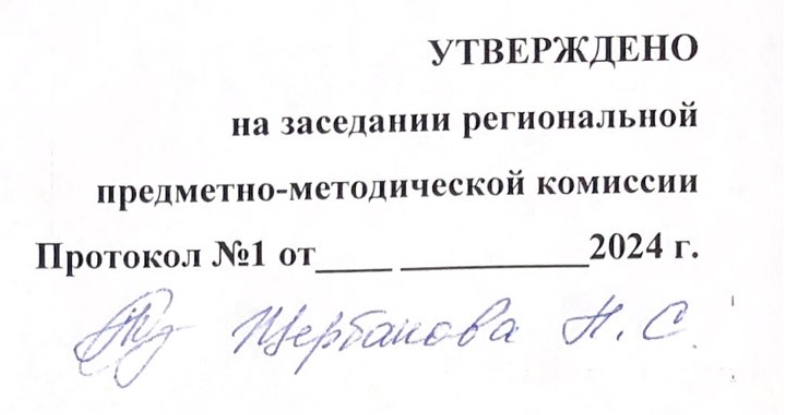 УТВЕРЖДЕНО
на заседании региональной
предметно-методической комиссии
Протокол №1 от____ __________2024 г.
Щербакова Н. С.